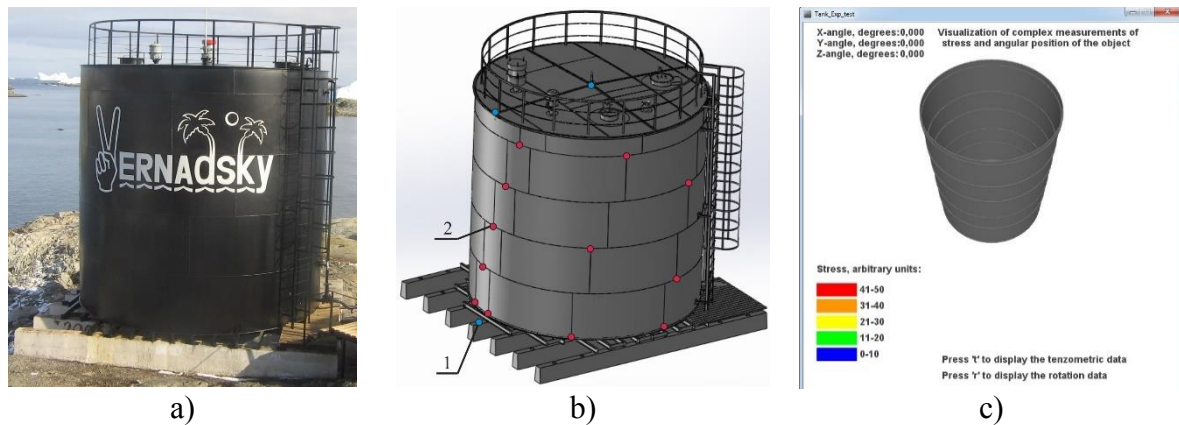 VERNADSKY
2
1
Tank_Exp_test
X-angle, degrees:0,000
Y-angle, degrees:0,000
Z-angle, degrees:0,000
Visualization of complex measurements of
stress and angular position of the object
Stress, arbitrary units:
41-50
31-40
21-30
11-20
0-10
Press 't' to display the tenzometric data
Press 'r' to display the rotation data
a)
b)
c)